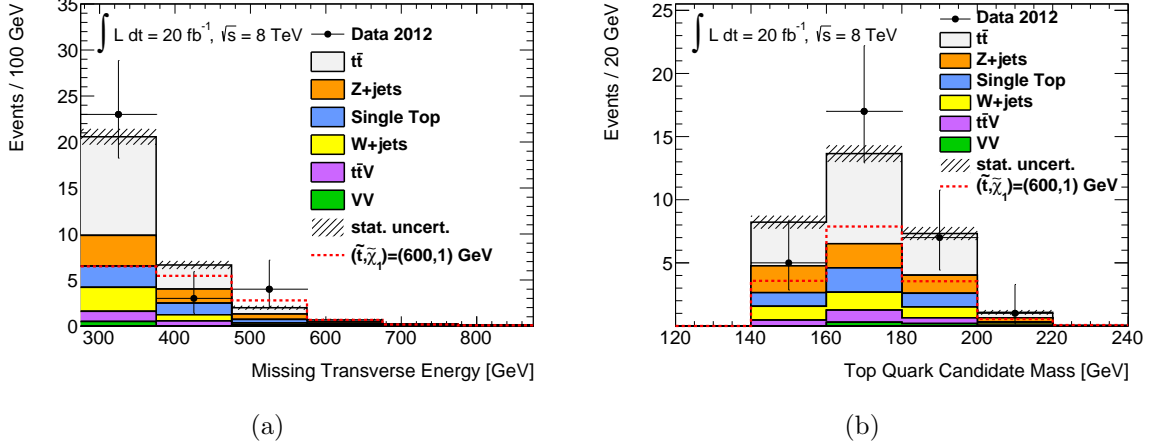 ∫ L dt = 20 fb⁻¹, √s = 8 TeV
Data 2012
tt̄
Z+jets
Single Top
W+jets
tt̄V
VV
stat. uncert.
(t̃,χ̃₁)=(600,1) GeV
Events / 100 GeV
35
30
25
20
15
10
5
0
300 400 500 600 700 800
Missing Transverse Energy [GeV]
(a)
∫ L dt = 20 fb⁻¹, √s = 8 TeV
Data 2012
tt̄
Z+jets
Single Top
W+jets
tt̄V
VV
stat. uncert.
(t̃,χ̃₁)=(600,1) GeV
Events / 20 GeV
25
20
15
10
5
0
120 140 160 180 200 220 240
Top Quark Candidate Mass [GeV]
(b)